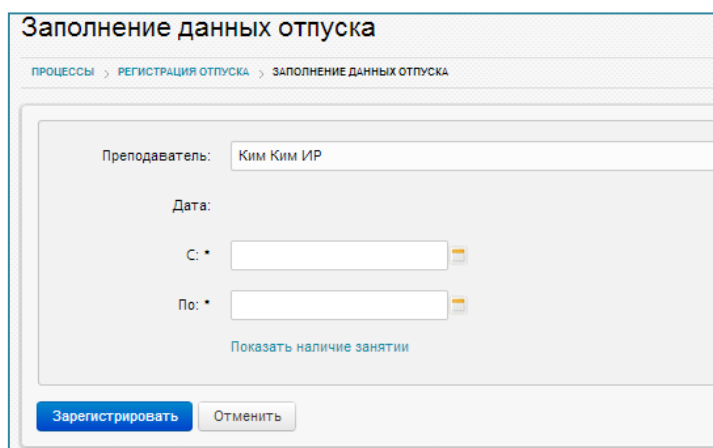 Заполнение данных отпуска
ПРОЦЕССЫ > РЕГИСТРАЦИЯ ОТПУСКА > ЗАПОЛНЕНИЕ ДАННЫХ ОТПУСКА
Преподаватель: Ким Ким ИР
Дата:
С: *
По: *
Показать наличие занятии
Зарегистрировать Отменить